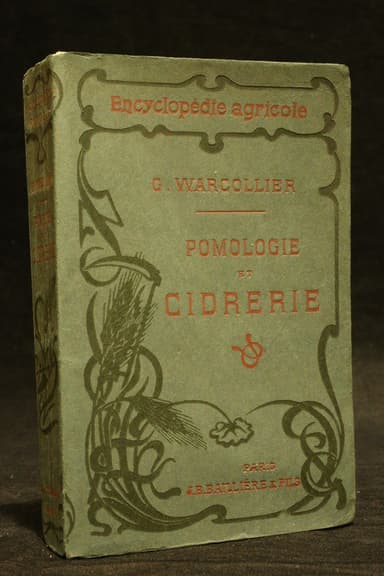 Encyclopédie agricole
G. WARCOLLIER
POMOLOGIE
ET
CIDRERIE
PARIS
J.B. BAILLIÈRE & FILS